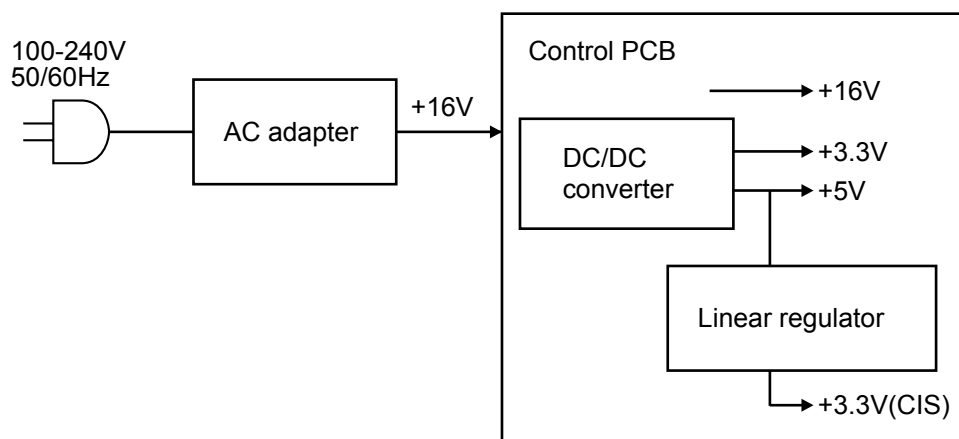 100-240V
50/60Hz
AC adapter
+16V
Control PCB
+16V
DC/DC
converter
+3.3V
+5V
Linear regulator
+3.3V(CIS)